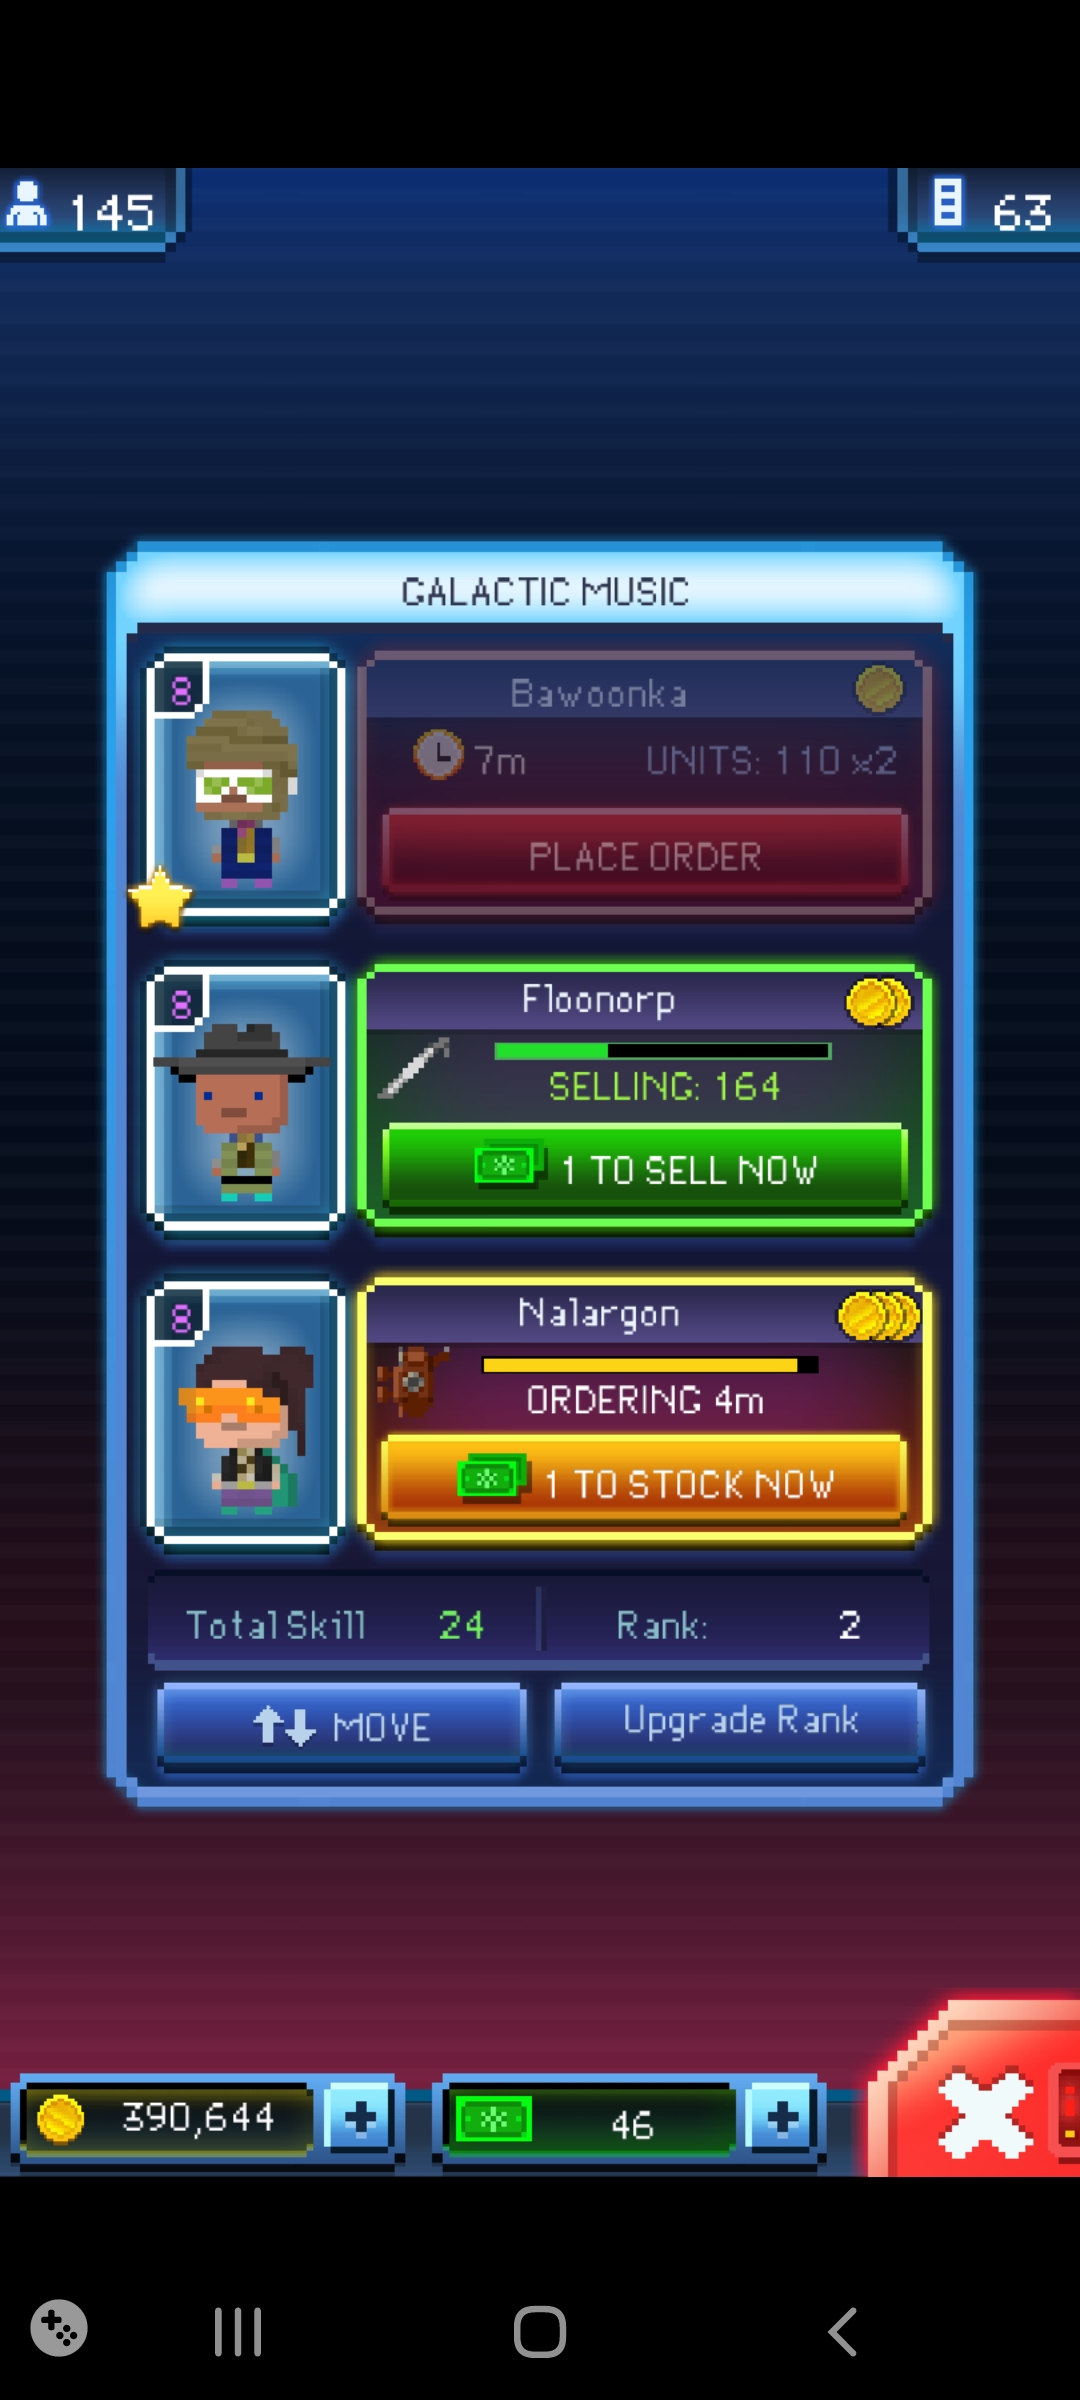 145
63
GALACTIC MUSIC
8
Bawoonka
7m
UNITS: 110 x2
PLACE ORDER
8
Floonorp
SELLING: 164
1 TO SELL NOW
8
Nalargon
ORDERING 4m
1 TO STOCK NOW
Total Skill 24
Rank: 2
MOVE
Upgrade Rank
390,644
46